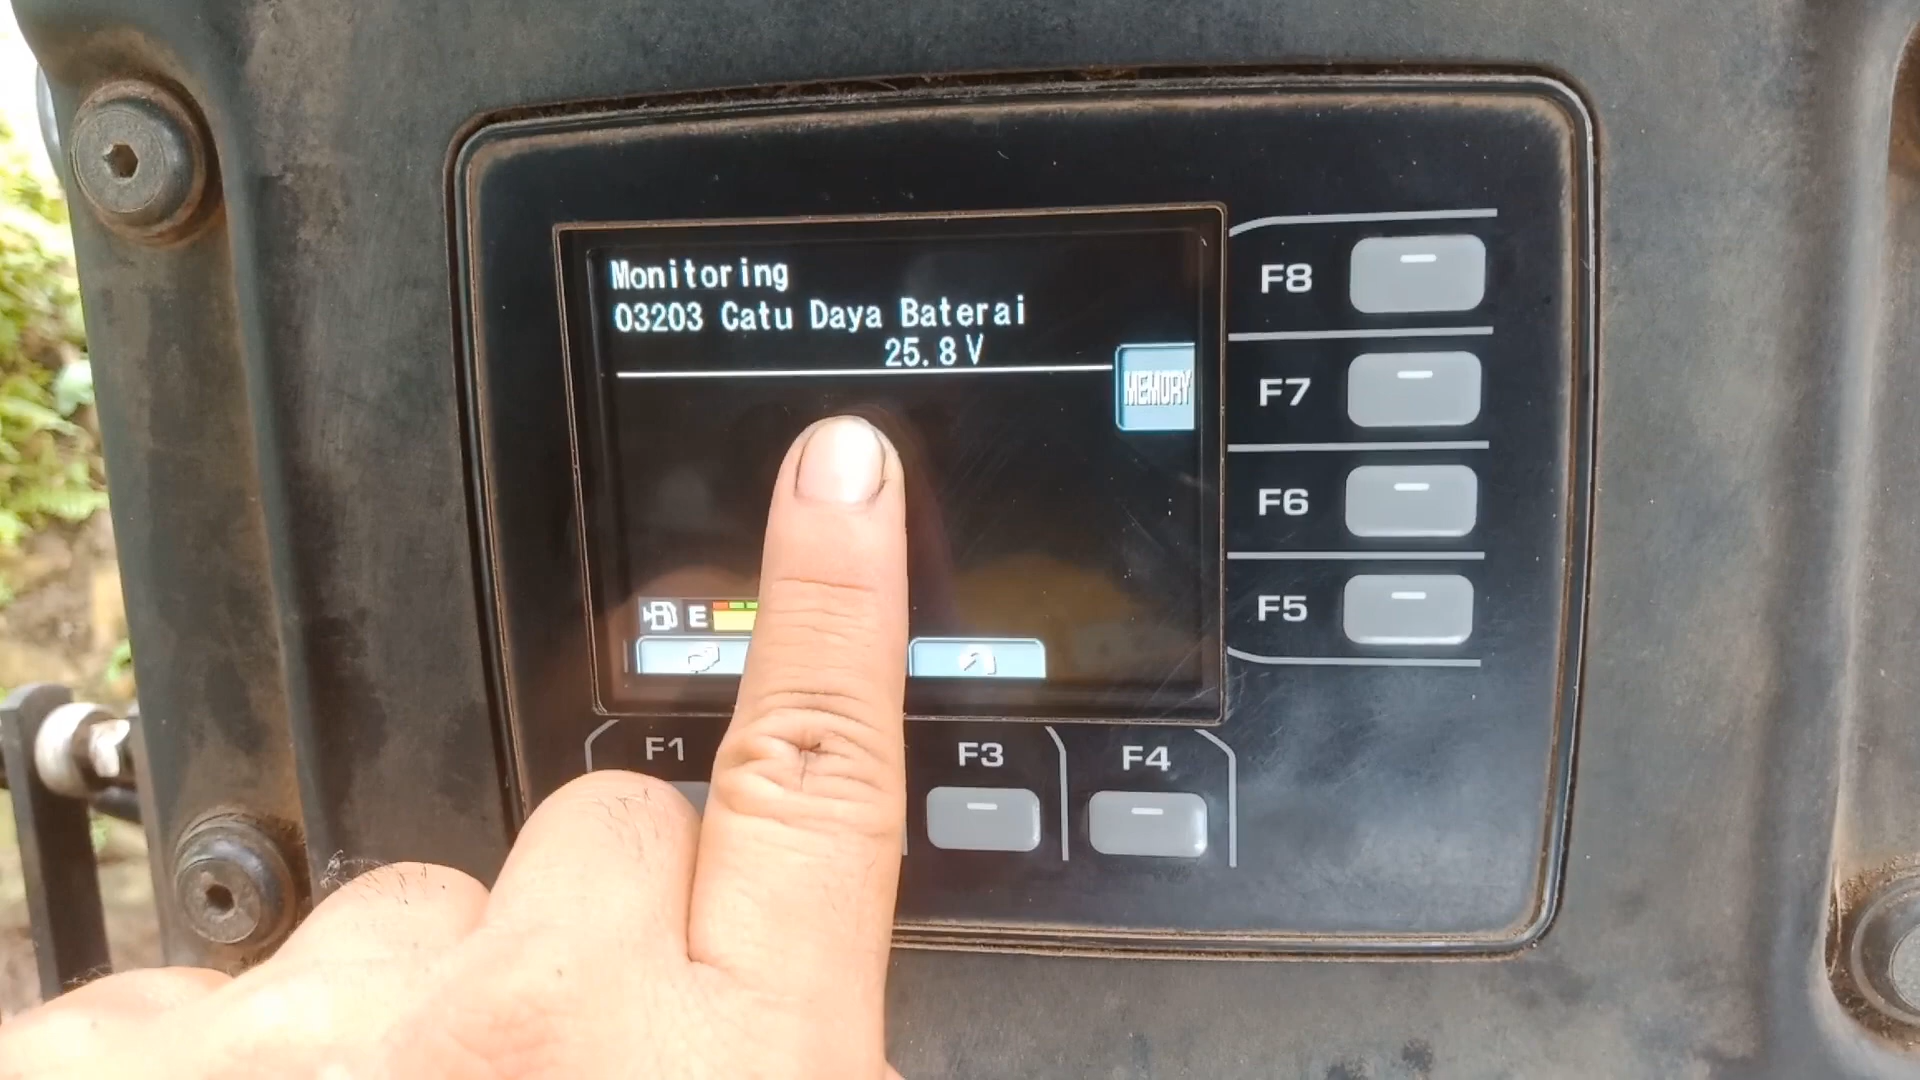 Monitoring
03203 Catu Daya Baterai
25.8 V
MEMORY
E
F8
F7
F6
F5
F1
F3
F4